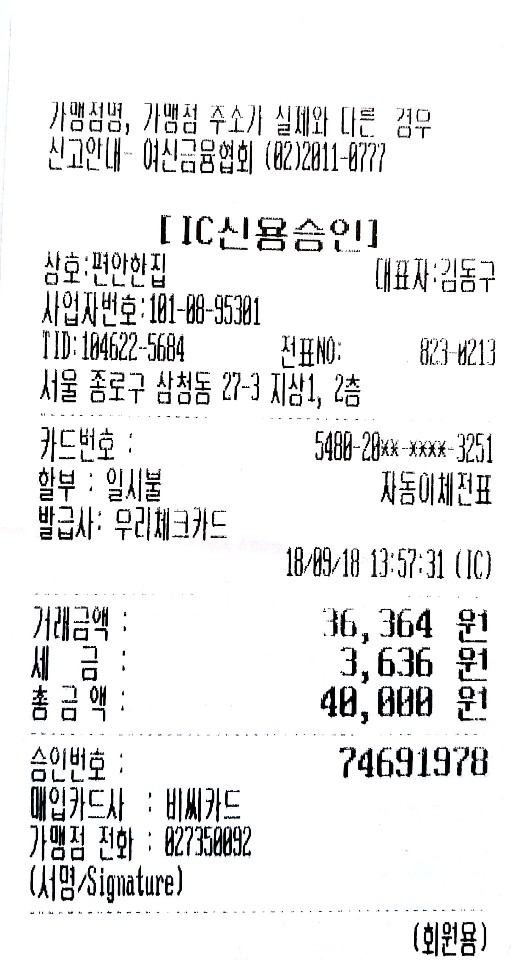 가맹점명, 가맹점 주소가 실제와 다른 경우
신고안내- 여신금융협회 (02)2011-0777
[IC신용승인]
상호:편안한집 대표자:김동구
사업자번호:101-08-95301
TID:104622-5684 전표NO: 823-0213
서울 종로구 삼청동 27-3 지상1, 2층
카드번호 : 5480-20**-****-3251
할부 : 일시불 자동이체전표
발급사: 우리체크카드
18/09/18 13:57:31 (IC)
거래금액 : 36,364 원
세 금 : 3,636 원
총 금 액 : 40,000 원
승인번호 : 74691978
매입카드사 : 비씨카드
가맹점 전화 : 027350092
(서명/Signature)
(회원용)